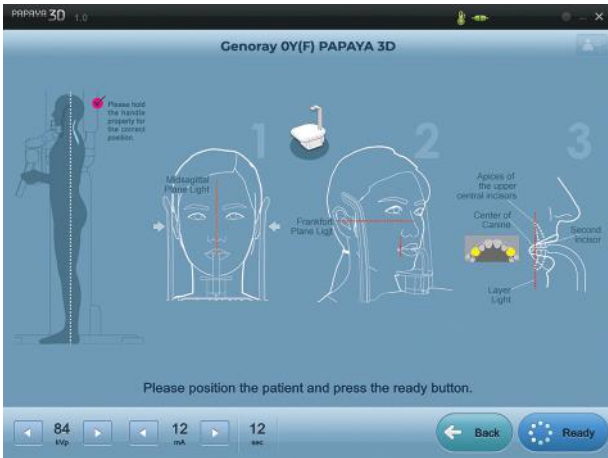 PAPAYA 3D 1.0
Genoray 0Y(F) PAPAYA 3D
Please hold
the handle
properly for
the correct
position.
1
Midsagittal
Plane Light
2
Frankfurt
Plane Light
3
Apices of
the upper
central incisors
Center of
Canine
Second
Incisor
Layer
Light
Please position the patient and press the ready button.
84
kVp
12
mA
12
sec
Back
Ready